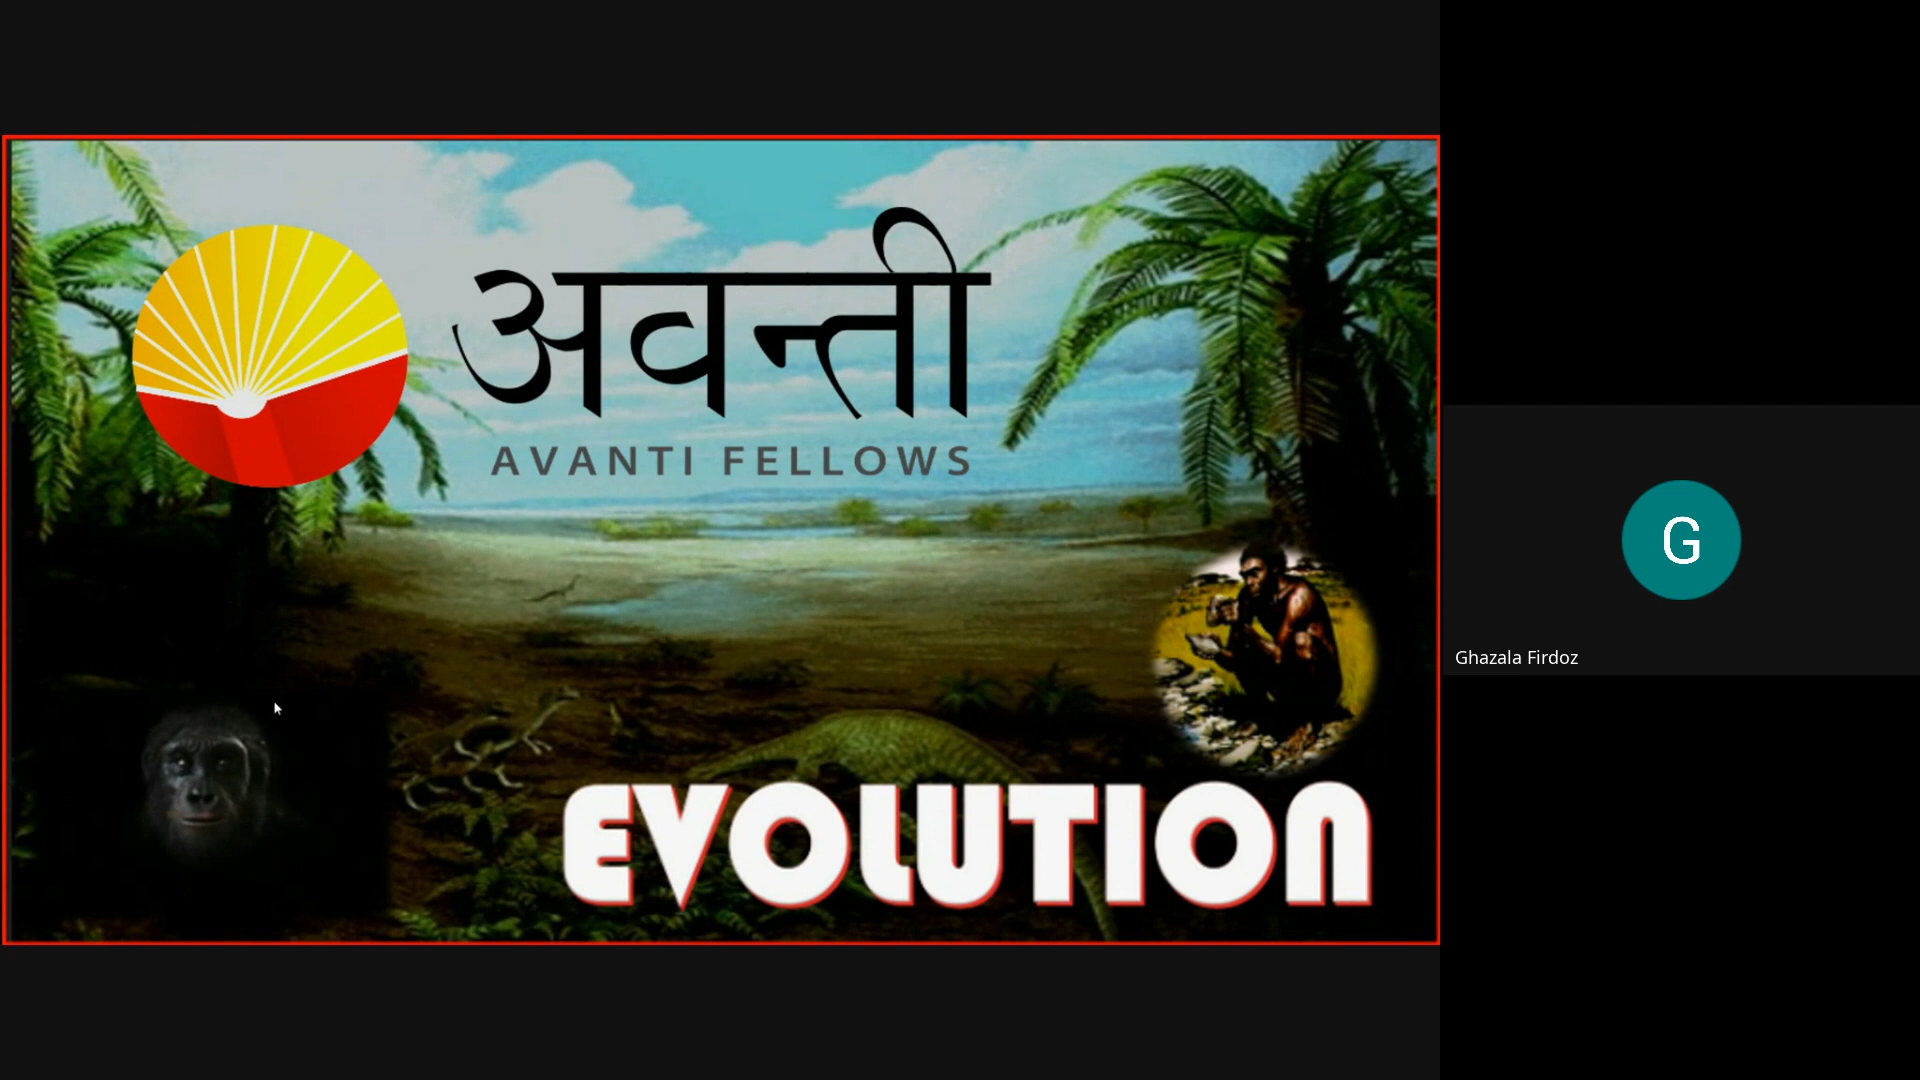 अवन्ती
AVANTI FELLOWS
EVOLUTION
G
Ghazala Firdoz